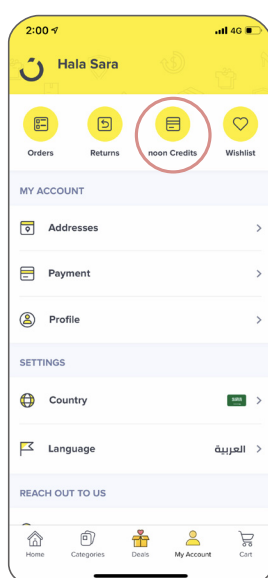 2:00 4G
Hala Sara
Orders Returns noon Credits Wishlist
MY ACCOUNT
Addresses
Payment
Profile
SETTINGS
Country
Language العربية
REACH OUT TO US
Home Categories Deals My Account Cart